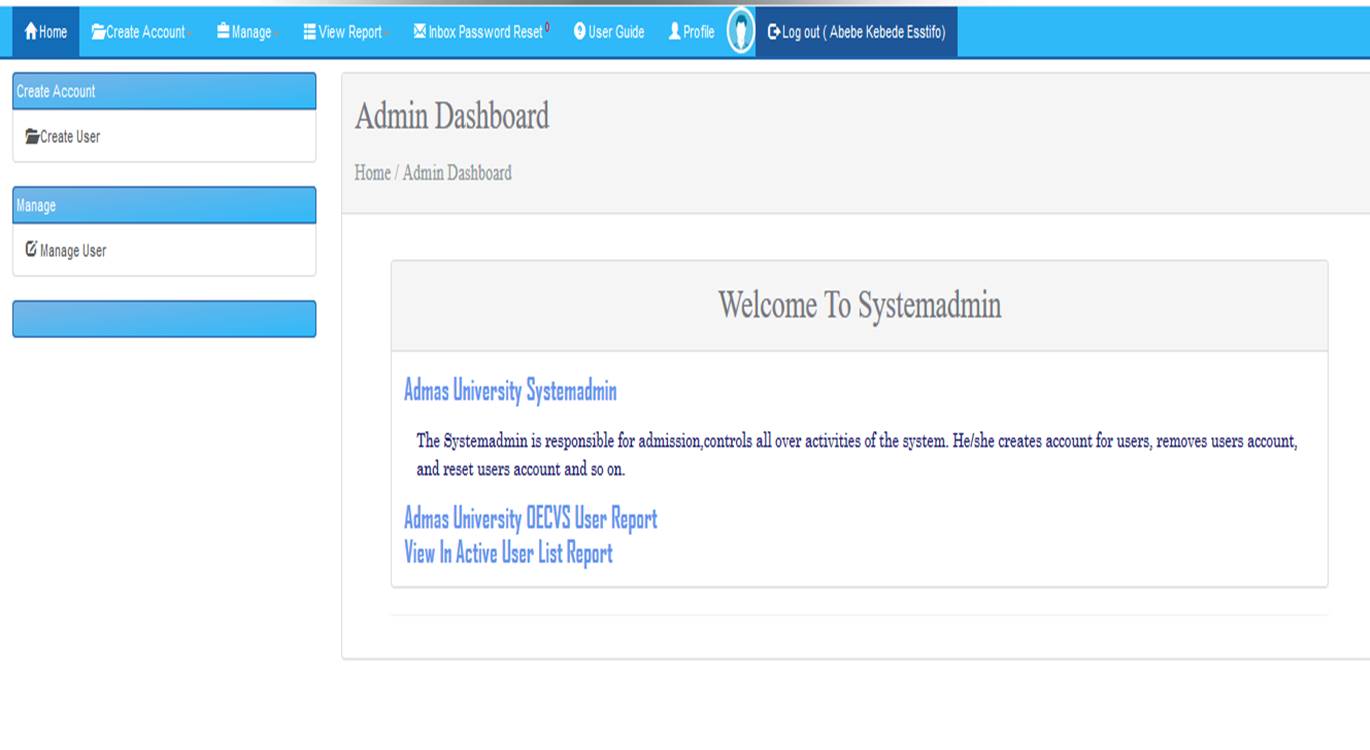 Home Create Account Manage View Report Inbox Password Reset 0 User Guide Profile Log out ( Abebe Kebede Esstifo)
Create Account
Create User
Manage
Manage User
Admin Dashboard
Home / Admin Dashboard
Welcome To Systemadmin
Admas University Systemadmin
The Systemadmin is responsible for admission,controls all over activities of the system. He/she creates account for users, removes users account,
and reset users account and so on.
Admas University OECVS User Report
View In Active User List Report